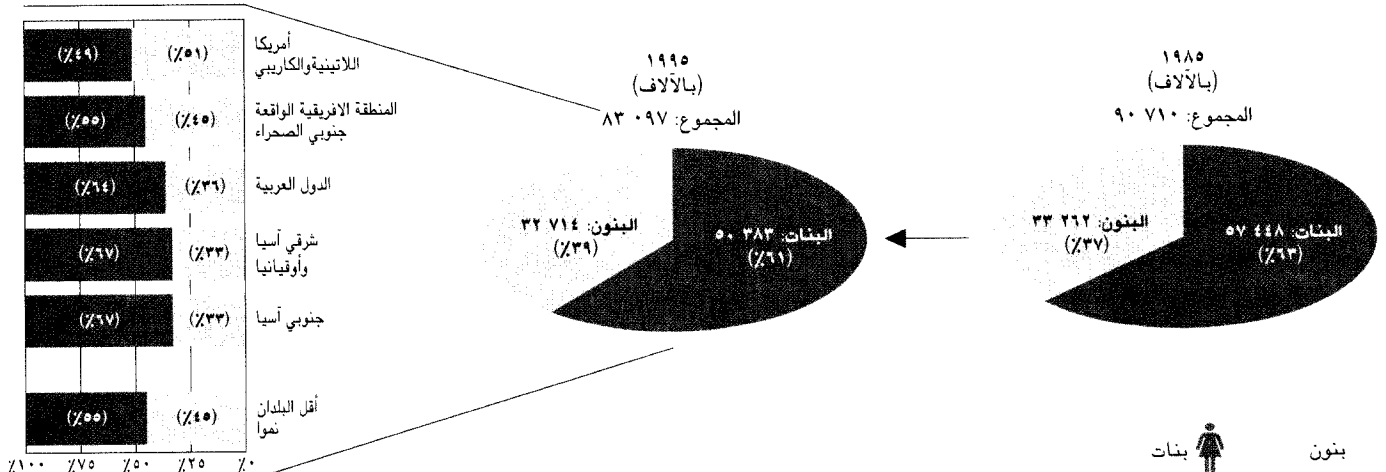 ١٩٨٥
(بالآلاف)
المجموع: ٧١٠ ٩٠
البنات: ٤٤٨ ٥٧
(٪٦٣)
البنون: ٢٦٢ ٣٣
(٪٣٧)
١٩٩٥
(بالآلاف)
المجموع: ٠٩٧ ٨٣
البنات: ٣٨٣ ٥٠
(٪٦١)
البنون: ٧١٤ ٣٢
(٪٣٩)
أمريكا
اللاتينيةوالكاريبي
(٪٥١) (٪٤٩)
المنطقة الافريقية الواقعة
جنوبي الصحراء
(٪٤٥) (٪٥٥)
الدول العربية
(٪٣٦) (٪٦٤)
شرقي آسيا
وأوقيانيا
(٪٣٣) (٪٦٧)
جنوبي آسيا
(٪٣٣) (٪٦٧)
أقل البلدان
نموا
(٪٤٥) (٪٥٥)
٪٠ ٪٢٥ ٪٥٠ ٪٧٥ ٪١٠٠
بنون بنات